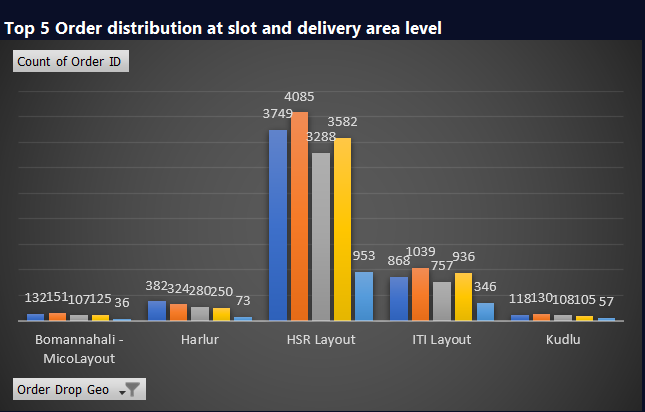 Top 5 Order distribution at slot and delivery area level
Count of Order ID
132 151 107 125 36
382 324 280 250 73
3749 4085 3288 3582 953
868 1039 757 936 346
118 130 108 105 57
Bomannahali -
MicoLayout
Harlur
HSR Layout
ITI Layout
Kudlu
Order Drop Geo